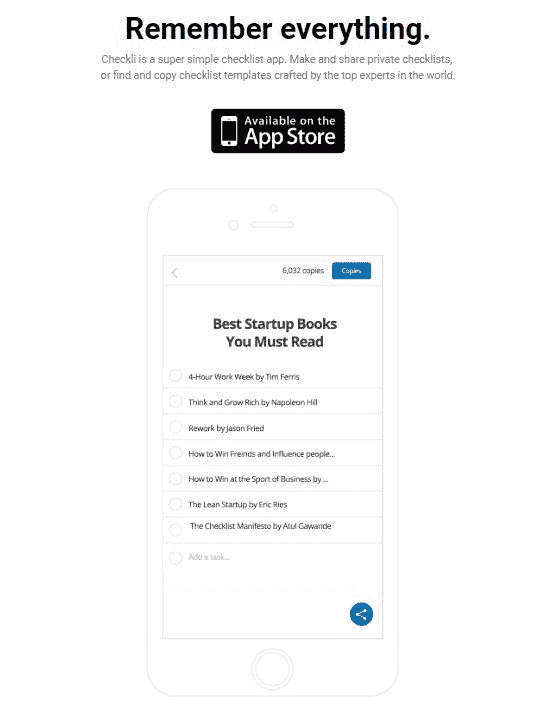 Remember everything.
Checkli is a super simple checklist app. Make and share private checklists,
or find and copy checklist templates crafted by the top experts in the world.
Available on the
App Store
6,032 copies
Copies
Best Startup Books
You Must Read
4-Hour Work Week by Tim Ferris
Think and Grow Rich by Napoleon Hill
Rework by Jason Fried
How to Win Freinds and Influence people...
How to Win at the Sport of Business by ...
The Lean Startup by Eric Ries
The Checklist Manifesto by Atul Gawande
Add a task...